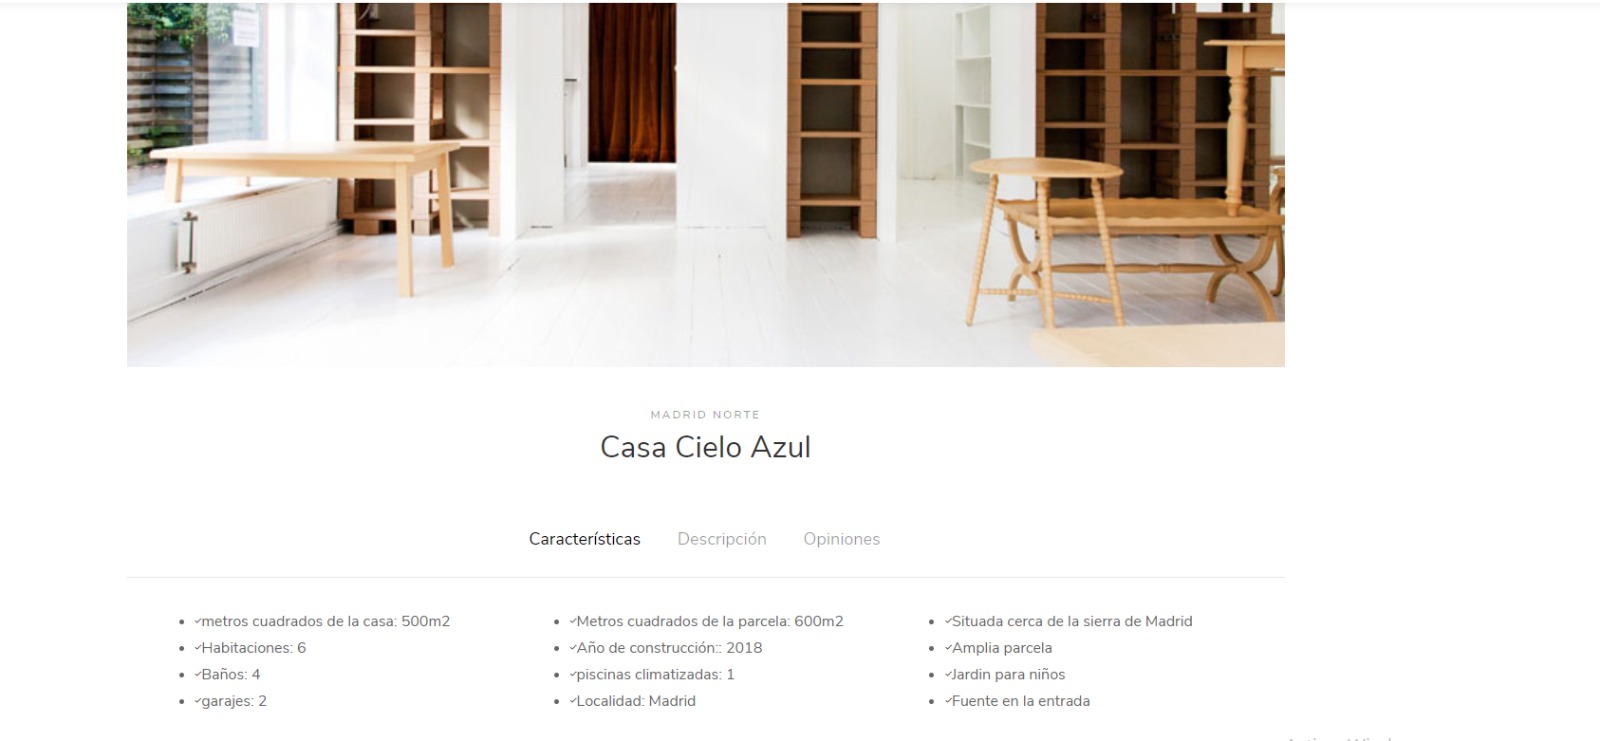 MADRID NORTE
Casa Cielo Azul
Características Descripción Opiniones
metros cuadrados de la casa: 500m2
Habitaciones: 6
Baños: 4
garajes: 2
Metros cuadrados de la parcela: 600m2
Año de construcción:: 2018
piscinas climatizadas: 1
Localidad: Madrid
Situada cerca de la sierra de Madrid
Amplia parcela
Jardin para niños
Fuente en la entrada